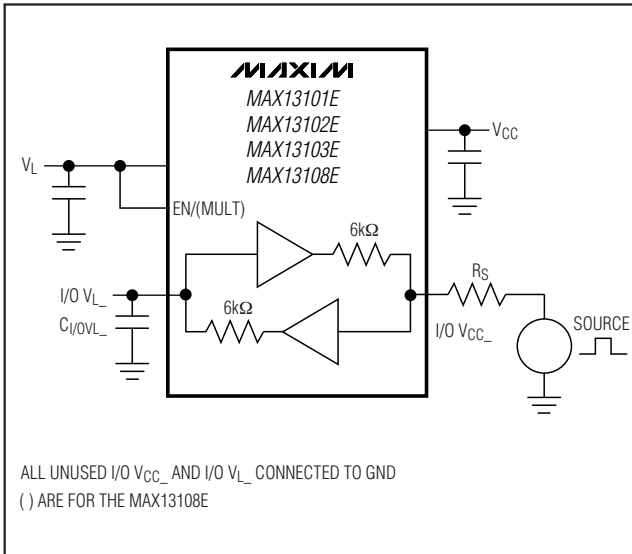 MAXIM
MAX13101E
MAX13102E
MAX13103E
MAX13108E
VCC
VL
EN/(MULT)
6kΩ
RS
I/O VL_
6kΩ
SOURCE
CI/OVL_
I/O VCC_
ALL UNUSED I/O VCC_ AND I/O VL_ CONNECTED TO GND
( ) ARE FOR THE MAX13108E